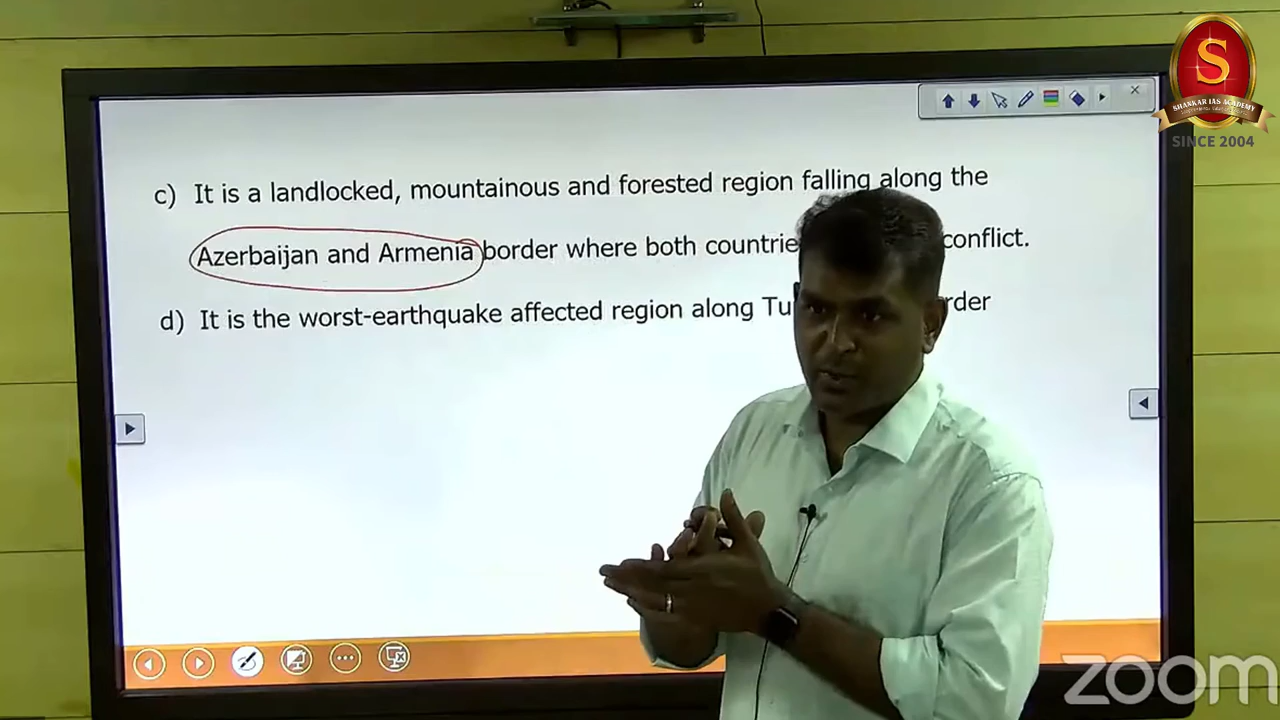 S
SHANKAR IAS ACADEMY
SINCE 2004
c) It is a landlocked, mountainous and forested region falling along the
Azerbaijan and Armenia border where both countrie conflict.
d) It is the worst-earthquake affected region along Tu rder
zoom